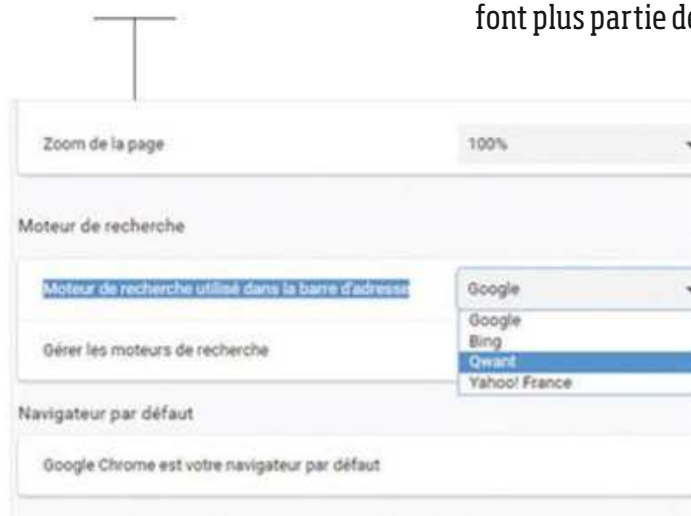 font plus partie de
Zoom de la page 100%
Moteur de recherche
Moteur de recherche utilisé dans la barre d'adresse Google
Google
Bing
Gérer les moteurs de recherche
Qwant
Yahoo! France
Navigateur par défaut
Google Chrome est votre navigateur par défaut